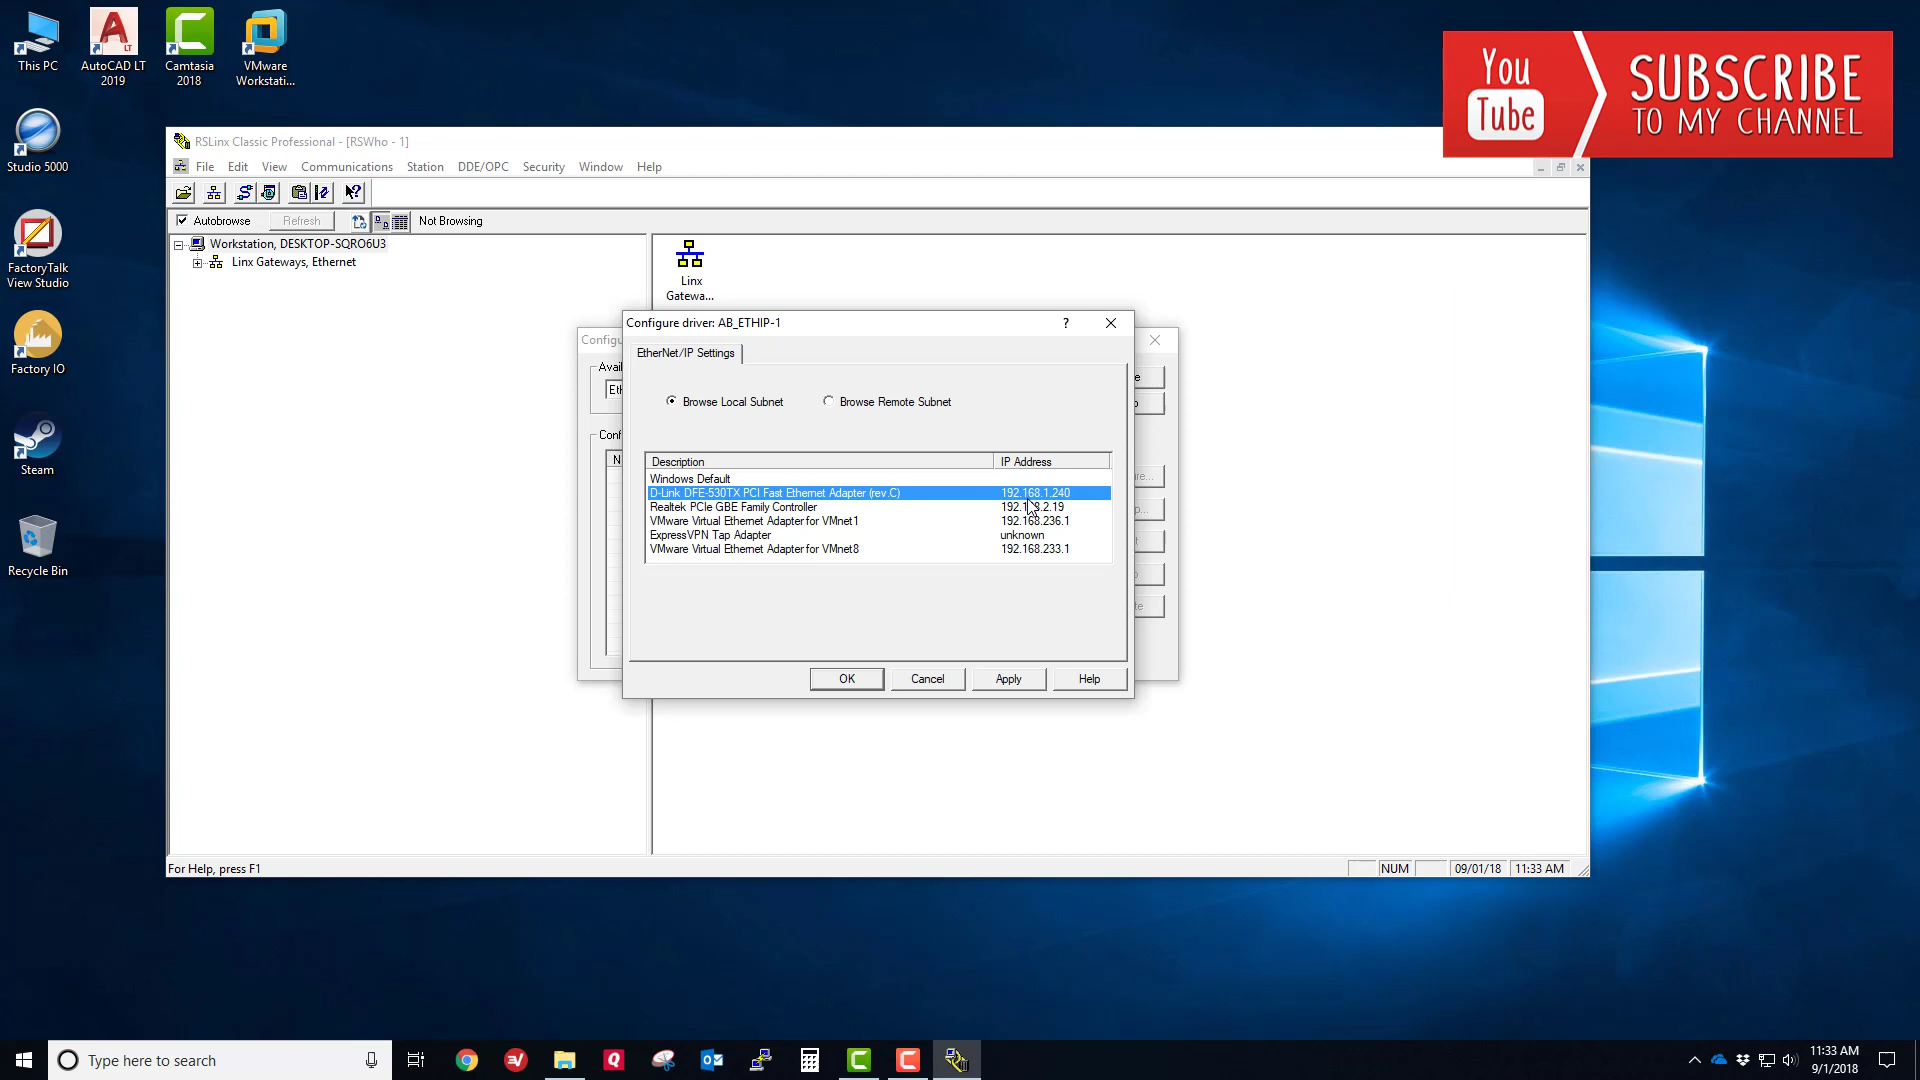 This PC
AutoCAD LT
2019
Camtasia
2018
VMware
Workstati...
Studio 5000
FactoryTalk
View Studio
Factory IO
Steam
Recycle Bin
You
Tube
SUBSCRIBE
TO MY CHANNEL
RSLinx Classic Professional - [RSWho - 1]
File Edit View Communications Station DDE/OPC Security Window Help
Autobrowse Refresh Not Browsing
Workstation, DESKTOP-SQRO6U3
Linx Gateways, Ethernet
Linx
Gatewa...
Configure driver: AB_ETHIP-1
EtherNet/IP Settings
Browse Local Subnet Browse Remote Subnet
Description IP Address
Windows Default
D-Link DFE-530TX PCI Fast Ethernet Adapter (rev.C) 192.168.1.240
Realtek PCIe GBE Family Controller
VMware Virtual Ethernet Adapter for VMnet1 192.168.236.1
ExpressVPN Tap Adapter unknown
VMware Virtual Ethernet Adapter for VMnet8 192.168.233.1
OK Cancel Apply Help
For Help, press F1
NUM 09/01/18 11:33 AM
Type here to search
11:33 AM
9/1/2018